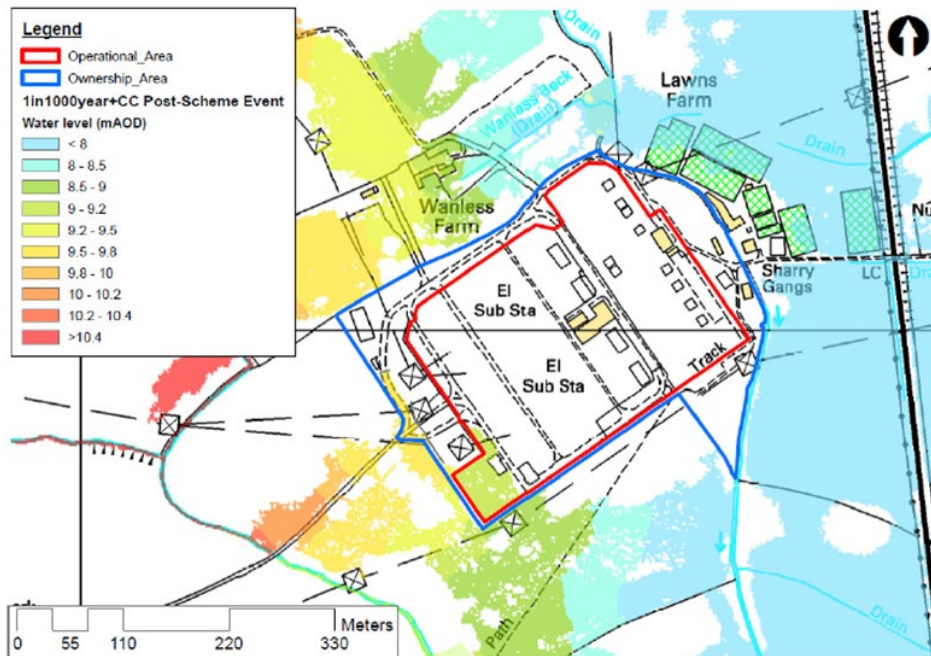 Legend
Operational_Area
Ownership_Area
1in1000year+CC Post-Scheme Event
Water level (mAOD)
< 8
8 - 8.5
8.5 - 9
9 - 9.2
9.2 - 9.5
9.5 - 9.8
9.8 - 10
10 - 10.2
10.2 - 10.4
>10.4
Drain
Lawns
Farm
Wanless Beck
(Drain)
Drain
Wanless
Farm
El
Sub Sta
Sharry
Gangs
LC
El
Sub Sta
Track
Path
Drain
Meters
0 55 110 220 330